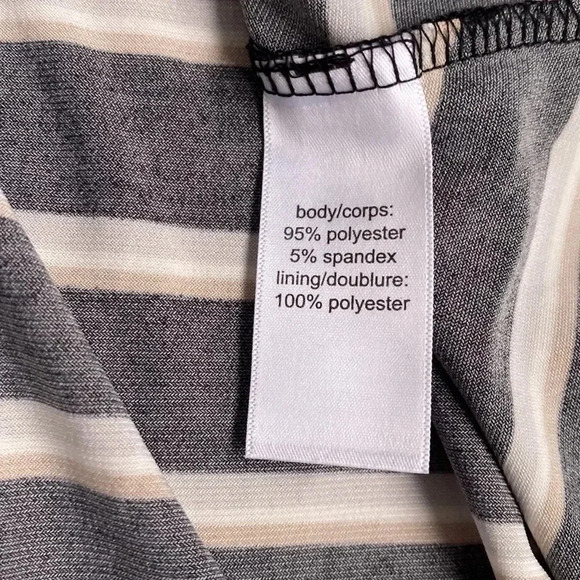 body/corps:
95% polyester
5% spandex
lining/doublure:
100% polyester